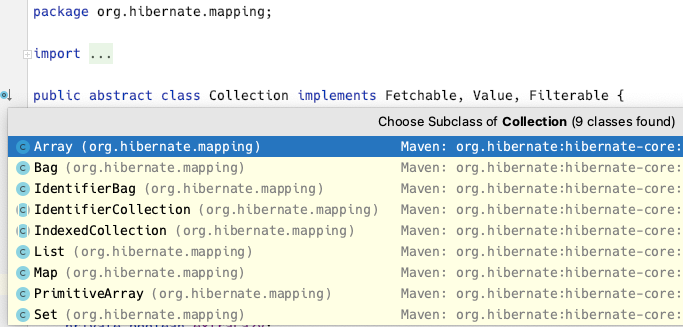 package org.hibernate.mapping;
import ...
public abstract class Collection implements Fetchable, Value, Filterable {
Choose Subclass of Collection (9 classes found)
Array (org.hibernate.mapping) Maven: org.hibernate:hibernate-core:
Bag (org.hibernate.mapping) Maven: org.hibernate:hibernate-core:
IdentifierBag (org.hibernate.mapping) Maven: org.hibernate:hibernate-core:
IdentifierCollection (org.hibernate.mapping) Maven: org.hibernate:hibernate-core:
IndexedCollection (org.hibernate.mapping) Maven: org.hibernate:hibernate-core:
List (org.hibernate.mapping) Maven: org.hibernate:hibernate-core:
Map (org.hibernate.mapping) Maven: org.hibernate:hibernate-core:
PrimitiveArray (org.hibernate.mapping) Maven: org.hibernate:hibernate-core:
Set (org.hibernate.mapping) Maven: org.hibernate:hibernate-core: